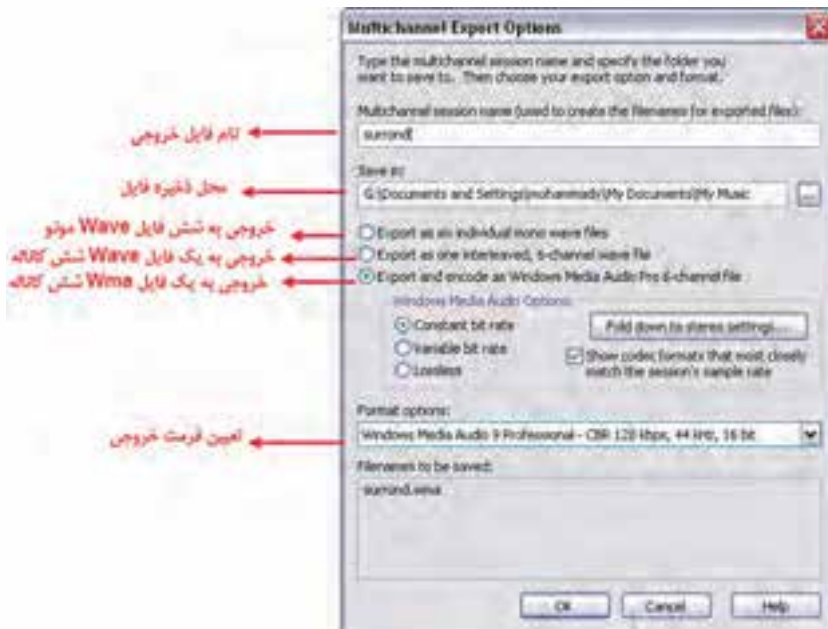 Multichannel Export Options
Type the multichannel session name and specify the folder you
want to save to. Then choose your export option and format.
Multichannel session name (used to create the filenames for exported files):
surrond
نام فایل خروجی
Save in:
G:\Documents and Settings\muhammady\My Documents\My Music
...
محل ذخیره فایل
Export as six individual mono wave files
خروجی به شش فایل Wave مونو
Export as one interleaved, 6-channel wave file
خروجی به یک فایل Wave شش کاناله
Export and encode as Windows Media Audio Pro 6-channel file
خروجی به یک فایل Wma شش کاناله
Windows Media Audio Options
Constant bit rate
Fold down to stereo settings...
Variable bit rate
Show codec formats that most closely
match the session's sample rate
Lossless
Format options:
Windows Media Audio 9 Professional - CBR 128 kbps, 44 kHz, 16 bit
تعیین فرمت خروجی
Filenames to be saved:
surrond.wma
OK
Cancel
Help